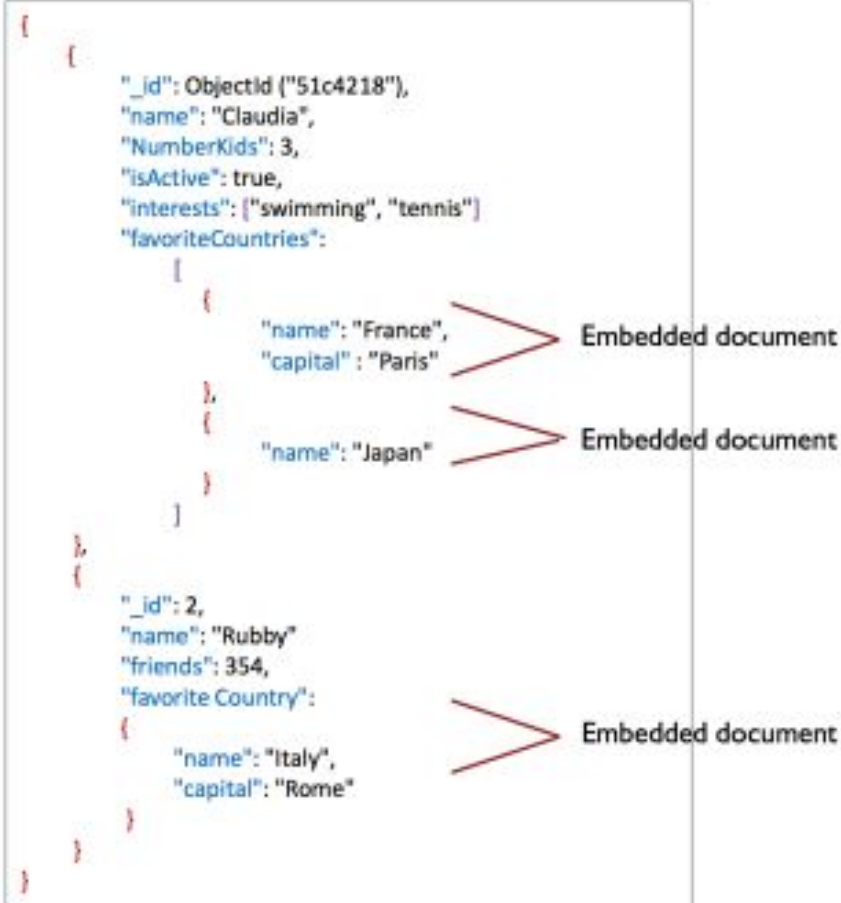 {
{
"_id": ObjectId ("51c4218"),
"name": "Claudia",
"NumberKids": 3,
"isActive": true,
"interests": ["swimming", "tennis"]
"favoriteCountries":
[
{
"name": "France",
"capital" : "Paris"
Embedded document
},
{
"name": "Japan"
Embedded document
}
]
},
{
"_id": 2,
"name": "Rubby"
"friends": 354,
"favorite Country":
{
"name": "Italy",
"capital": "Rome"
Embedded document
}
}
}